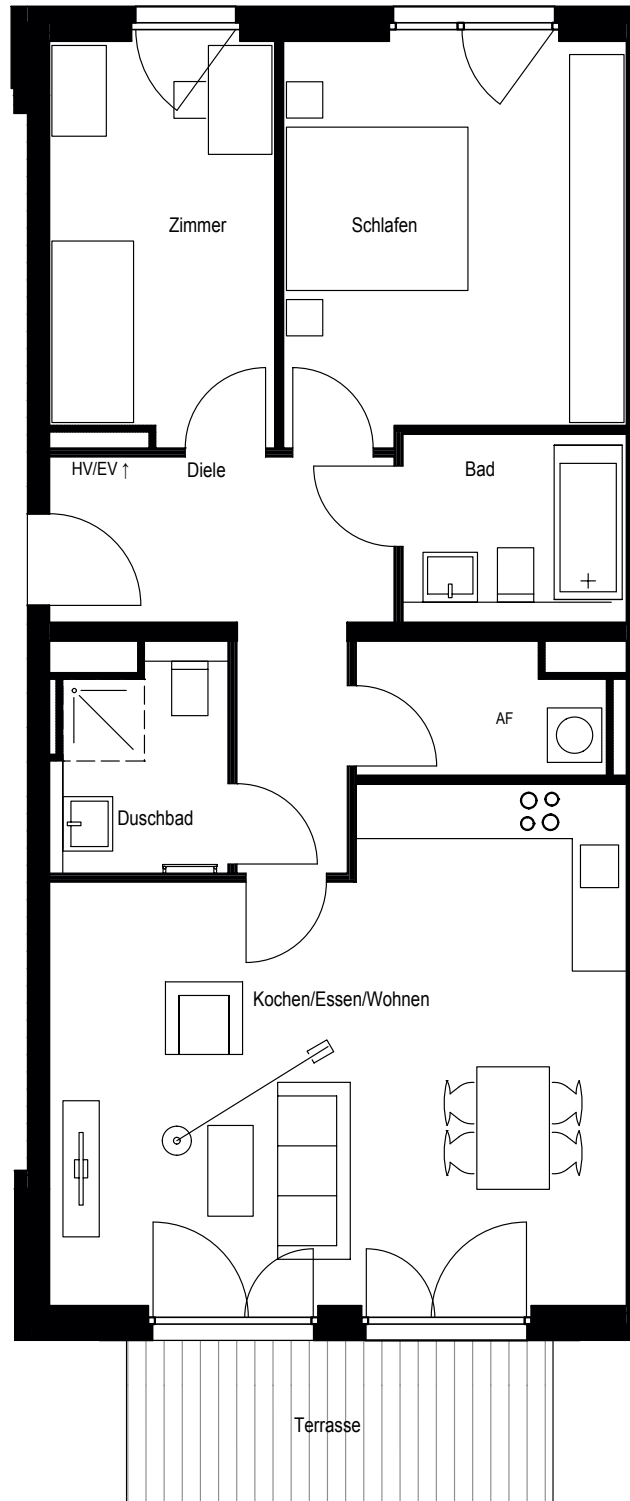 Zimmer
Schlafen
HV/EV ↑
Diele
Bad
AF
Duschbad
Kochen/Essen/Wohnen
Terrasse